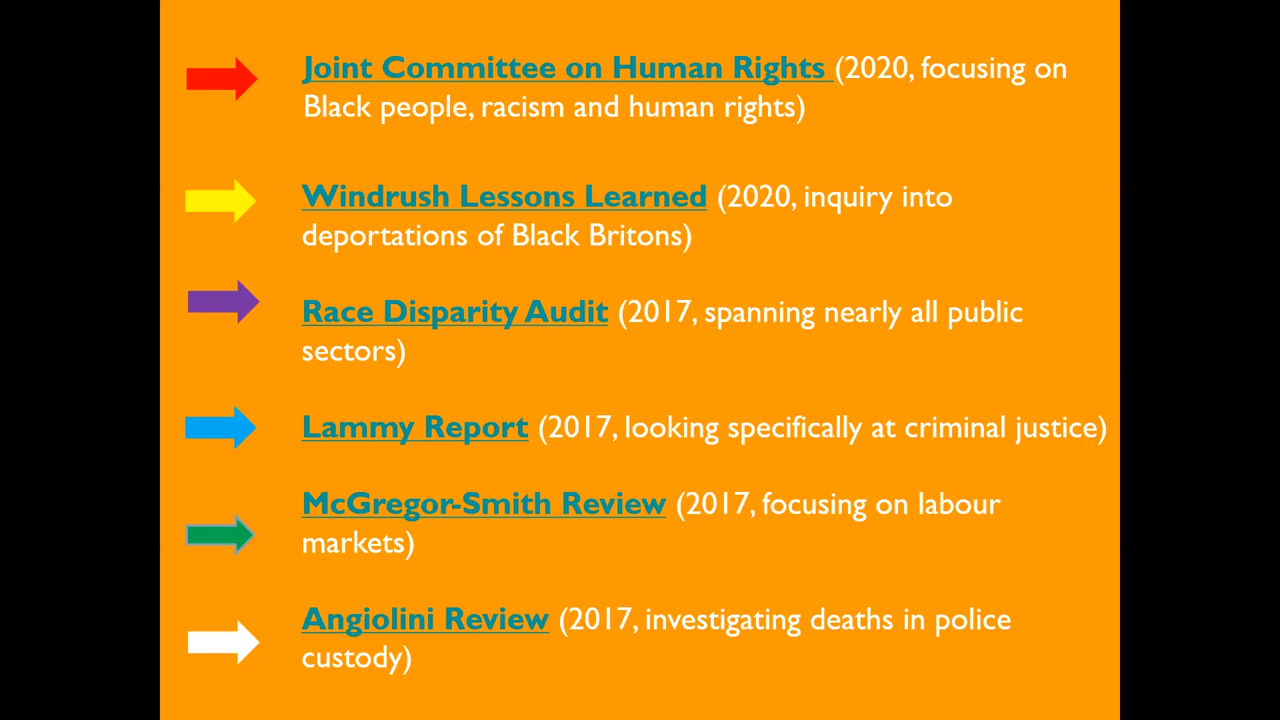 Joint Committee on Human Rights (2020, focusing on
Black people, racism and human rights)
Windrush Lessons Learned (2020, inquiry into
deportations of Black Britons)
Race Disparity Audit (2017, spanning nearly all public
sectors)
Lammy Report (2017, looking specifically at criminal justice)
McGregor-Smith Review (2017, focusing on labour
markets)
Angiolini Review (2017, investigating deaths in police
custody)